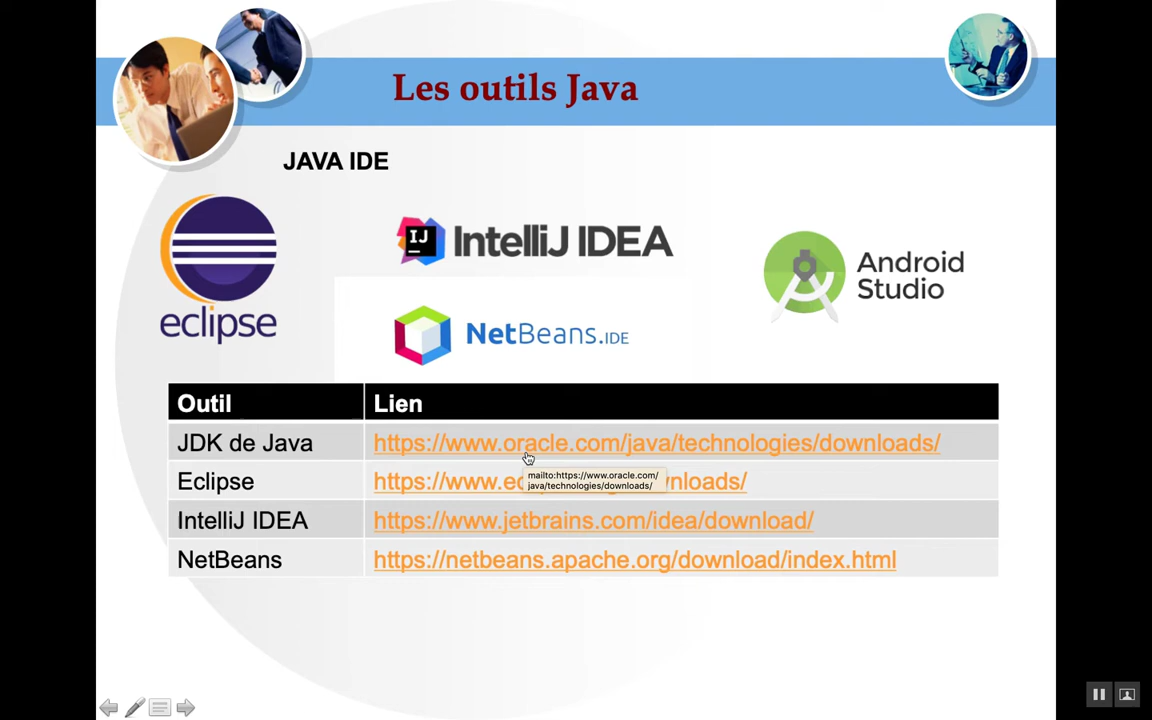 Les outils Java
JAVA IDE
eclipse
IJ IntelliJ IDEA
NetBeans.IDE
Android
Studio
Outil Lien
JDK de Java https://www.oracle.com/java/technologies/downloads/
mailto:https://www.oracle.com/
java/technologies/downloads/
Eclipse https://www.ec nloads/
IntelliJ IDEA https://www.jetbrains.com/idea/download/
NetBeans https://netbeans.apache.org/download/index.html